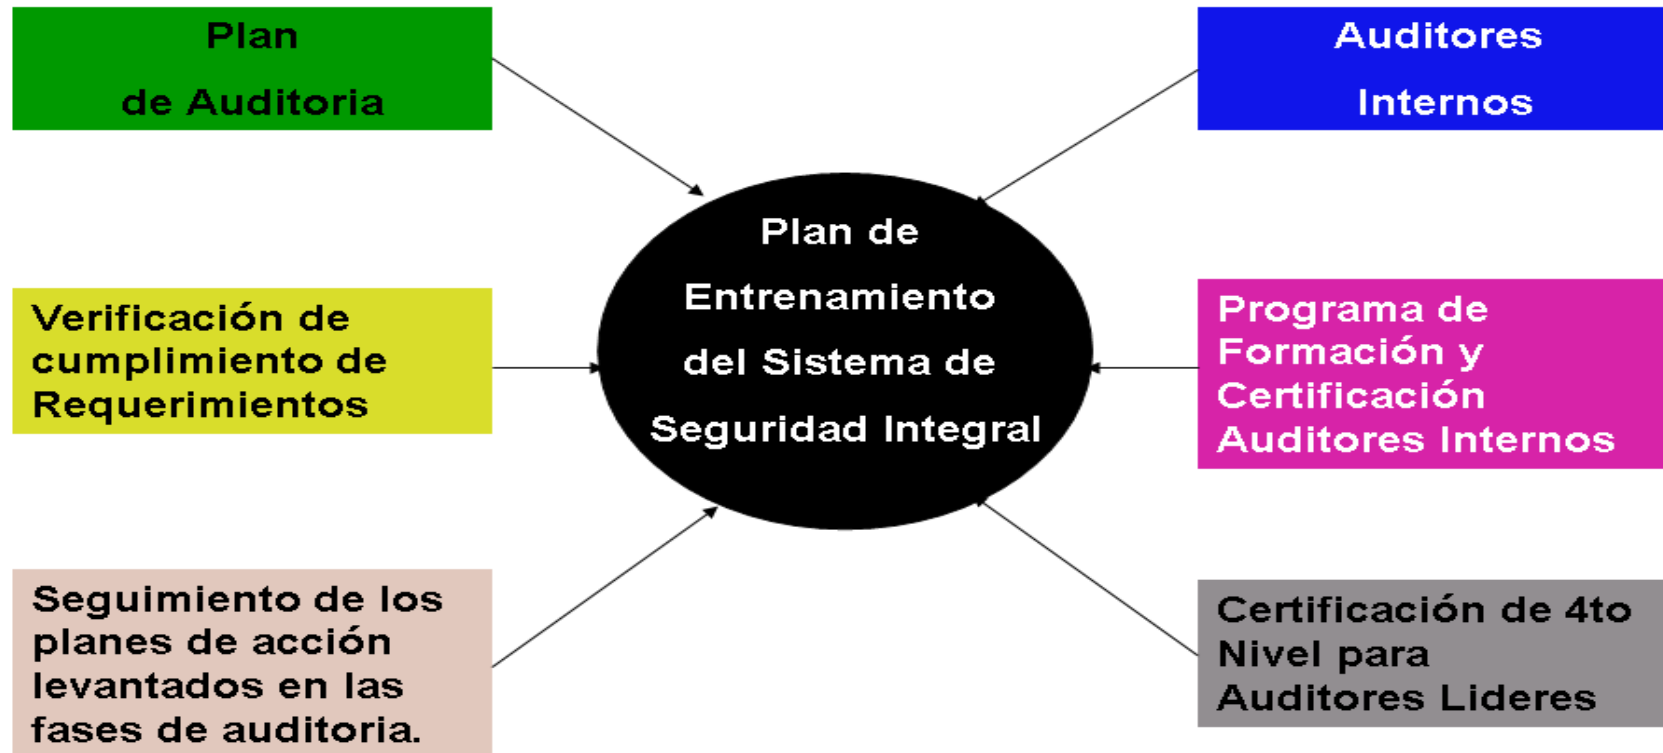 Plan
de Auditoria
Auditores
Internos
Plan de
Entrenamiento
del Sistema de
Seguridad Integral
Verificación de
cumplimiento de
Requerimientos
Programa de
Formación y
Certificación
Auditores Internos
Seguimiento de los
planes de acción
levantados en las
fases de auditoria.
Certificación de 4to
Nivel para
Auditores Lideres